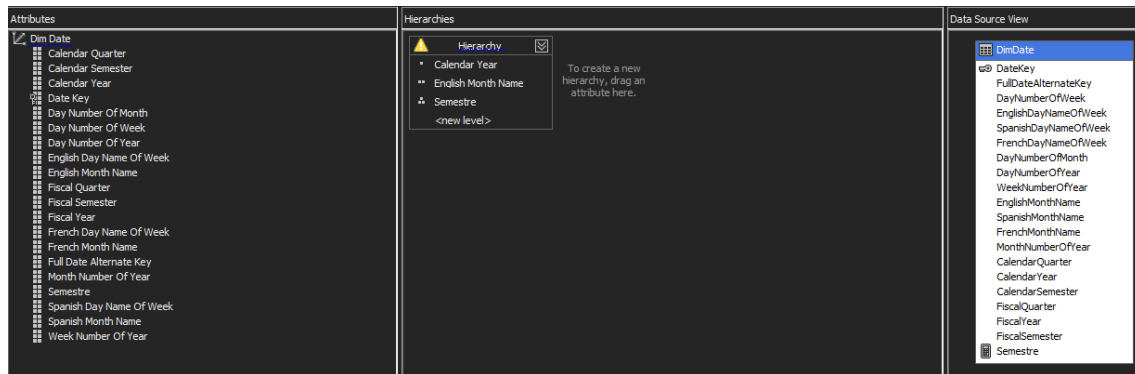 Attributes
Dim Date
Calendar Quarter
Calendar Semester
Calendar Year
Date Key
Day Number Of Month
Day Number Of Week
Day Number Of Year
English Day Name Of Week
English Month Name
Fiscal Quarter
Fiscal Semester
Fiscal Year
French Day Name Of Week
French Month Name
Full Date Alternate Key
Month Number Of Year
Semestre
Spanish Day Name Of Week
Spanish Month Name
Week Number Of Year
Hierarchies
Hierarchy
Calendar Year
English Month Name
Semestre
<new level>
To create a new
hierarchy, drag an
attribute here.
Data Source View
DimDate
DateKey
FullDateAlternateKey
DayNumberOfWeek
EnglishDayNameOfWeek
SpanishDayNameOfWeek
FrenchDayNameOfWeek
DayNumberOfMonth
DayNumberOfYear
WeekNumberOfYear
EnglishMonthName
SpanishMonthName
FrenchMonthName
MonthNumberOfYear
CalendarQuarter
CalendarYear
CalendarSemester
FiscalQuarter
FiscalYear
FiscalSemester
Semestre